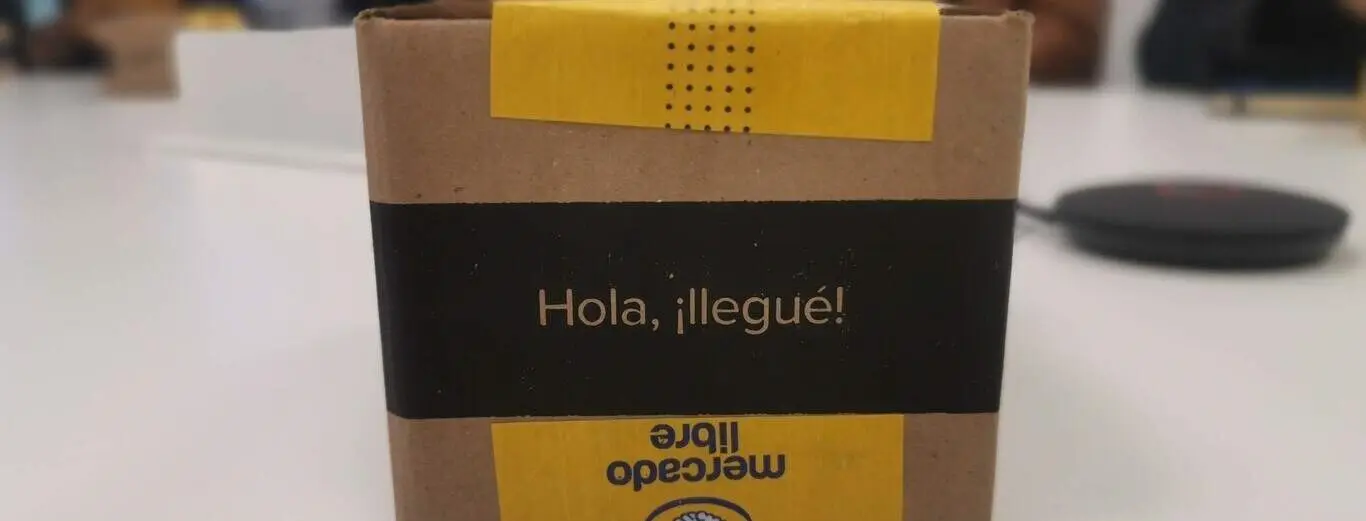 Hola, ¡llegué!
mercado
libre